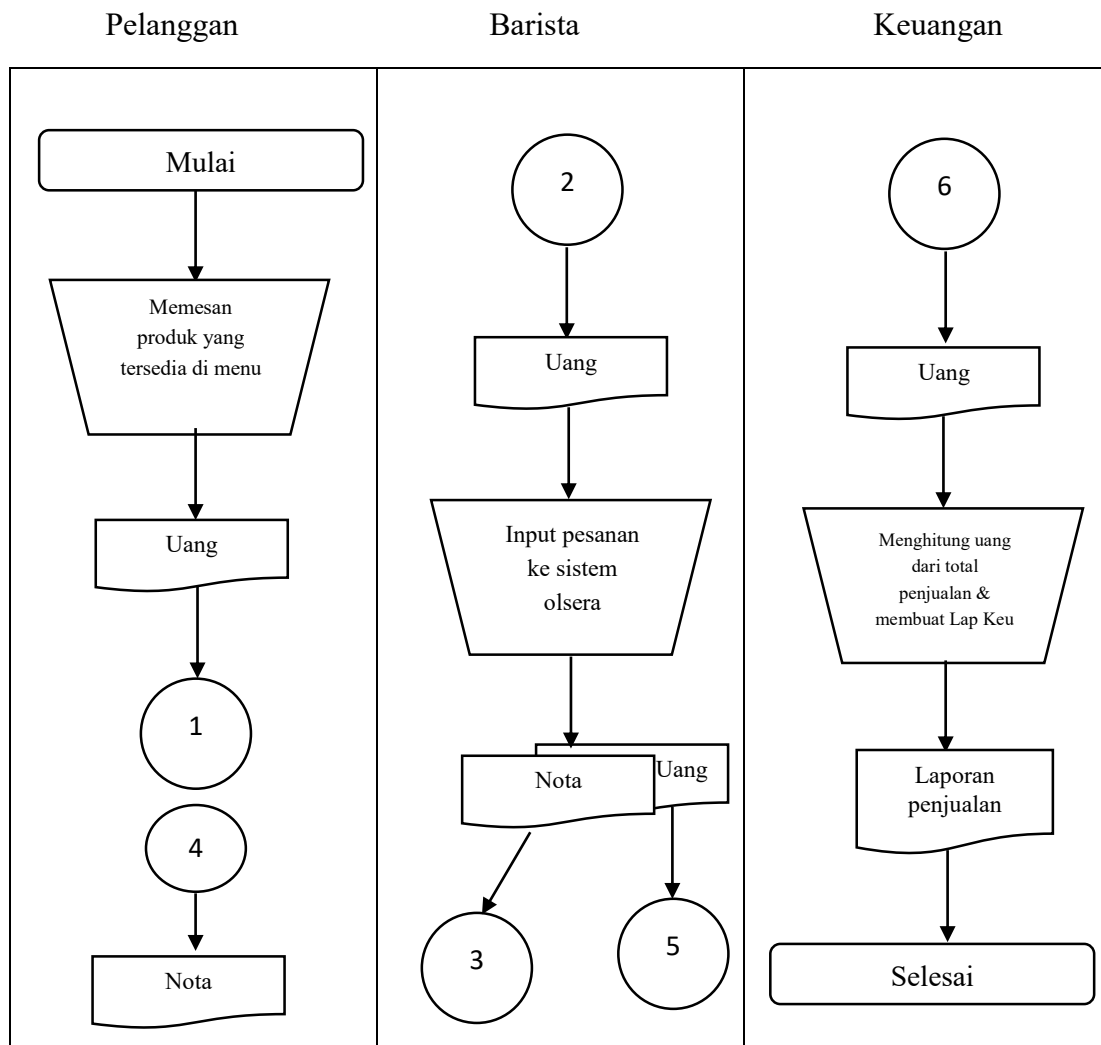 Pelanggan
Barista
Keuangan
Mulai
Memesan
produk yang
tersedia di menu
Uang
1
4
Nota
2
Uang
Input pesanan
ke sistem
olsera
Nota
Uang
3
5
6
Uang
Menghitung uang
dari total
penjualan &
membuat Lap Keu
Laporan
penjualan
Selesai